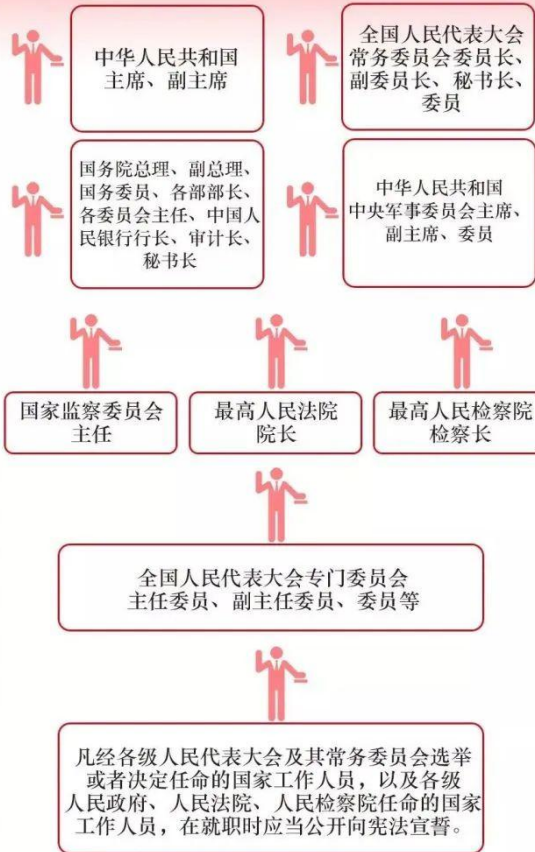 中华人民共和国
主席、副主席
全国人民代表大会
常务委员会委员长、
副委员长、秘书长、
委员
国务院总理、副总理、
国务委员、各部部长、
各委员会主任、中国人
民银行行长、审计长、
秘书长
中华人民共和国
中央军事委员会主席、
副主席、委员
国家监察委员会
主任
最高人民法院
院长
最高人民检察院
检察长
全国人民代表大会专门委员会
主任委员、副主任委员、委员等
凡经各级人民代表大会及其常务委员会选举
或者决定任命的国家工作人员，以及各级
人民政府、人民法院、人民检察院任命的国家
工作人员，在就职时应当公开向宪法宣誓。